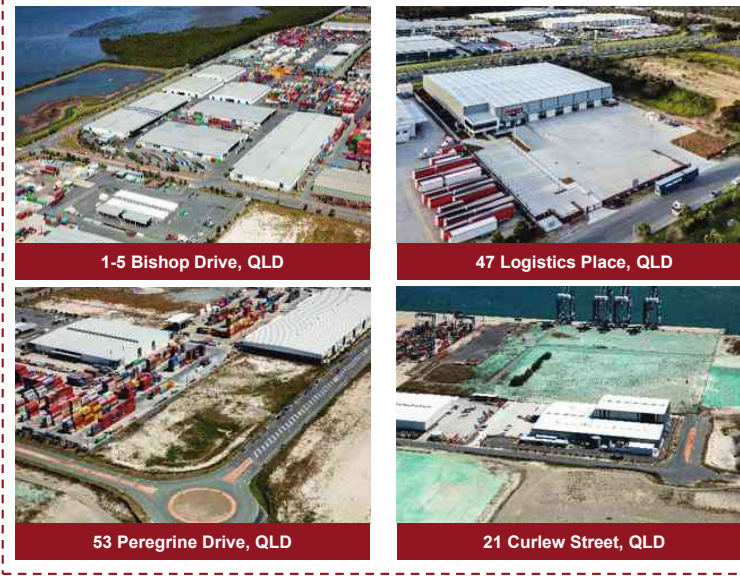 1-5 Bishop Drive, QLD
47 Logistics Place, QLD
53 Peregrine Drive, QLD
21 Curlew Street, QLD